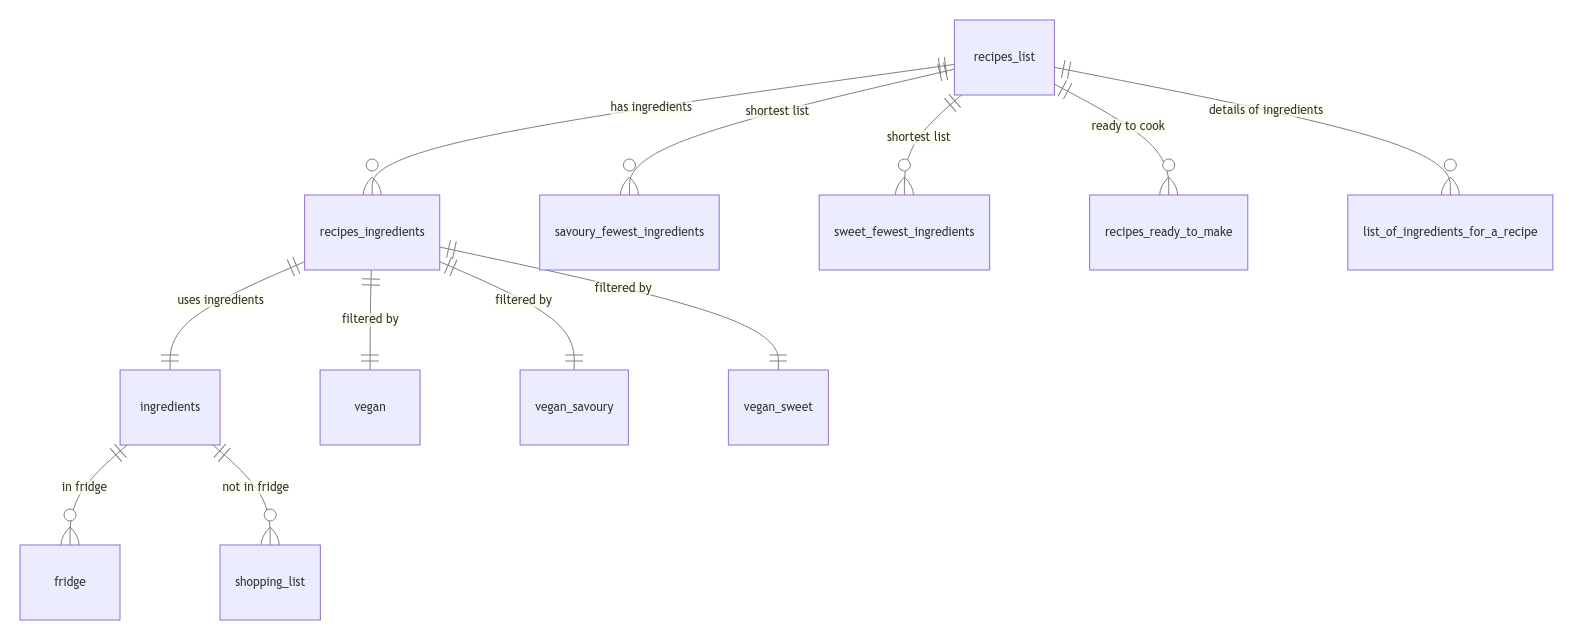 recipes_list
has ingredients
shortest list
shortest list
ready to cook
details of ingredients
recipes_ingredients
savoury_fewest_ingredients
sweet_fewest_ingredients
recipes_ready_to_make
list_of_ingredients_for_a_recipe
uses ingredients
filtered by
filtered by
filtered by
ingredients
vegan
vegan_savoury
vegan_sweet
in fridge
not in fridge
fridge
shopping_list